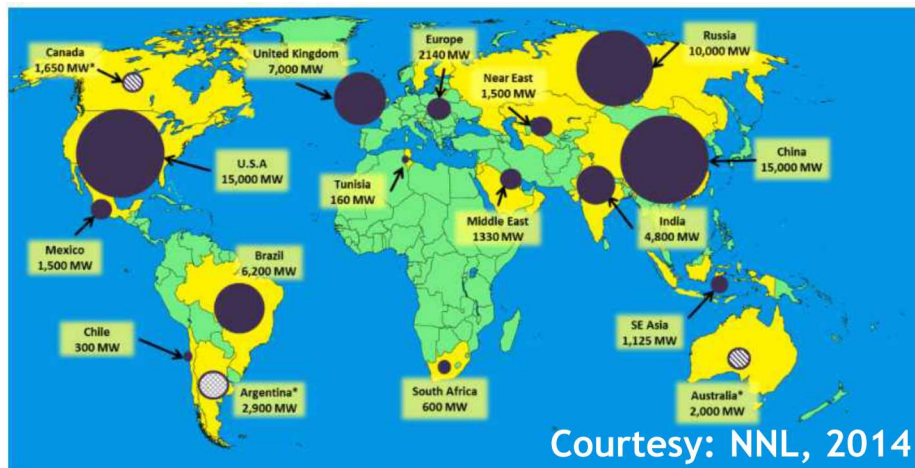 Canada
1,650 MW*
United Kingdom
7,000 MW
Europe
2140 MW
Near East
1,500 MW
Russia
10,000 MW
U.S.A
15,000 MW
Tunisia
160 MW
Middle East
1330 MW
India
4,800 MW
China
15,000 MW
Mexico
1,500 MW
Brazil
6,200 MW
Chile
300 MW
Argentina*
2,900 MW
South Africa
600 MW
SE Asia
1,125 MW
Australia*
2,000 MW
Courtesy: NNL, 2014